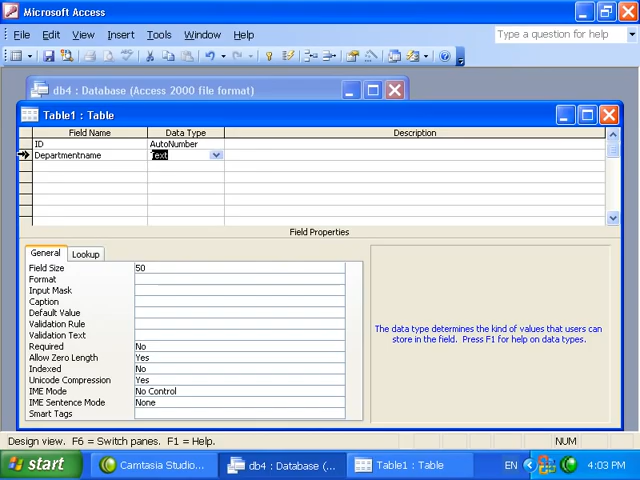 Microsoft Access
File Edit View Insert Tools Window Help Type a question for help
db4 : Database (Access 2000 file format)
Table1 : Table
Field Name Data Type Description
ID AutoNumber
Departmentname Text
Field Properties
General Lookup
Field Size 50
Format
Input Mask
Caption
Default Value
Validation Rule
Validation Text
Required No
Allow Zero Length Yes
Indexed No
Unicode Compression Yes
IME Mode No Control
IME Sentence Mode None
Smart Tags
The data type determines the kind of values that users can
store in the field. Press F1 for help on data types.
Design view. F6 = Switch panes. F1 = Help. NUM
start Camtasia Studio... db4 : Database (... Table1 : Table EN 4:03 PM